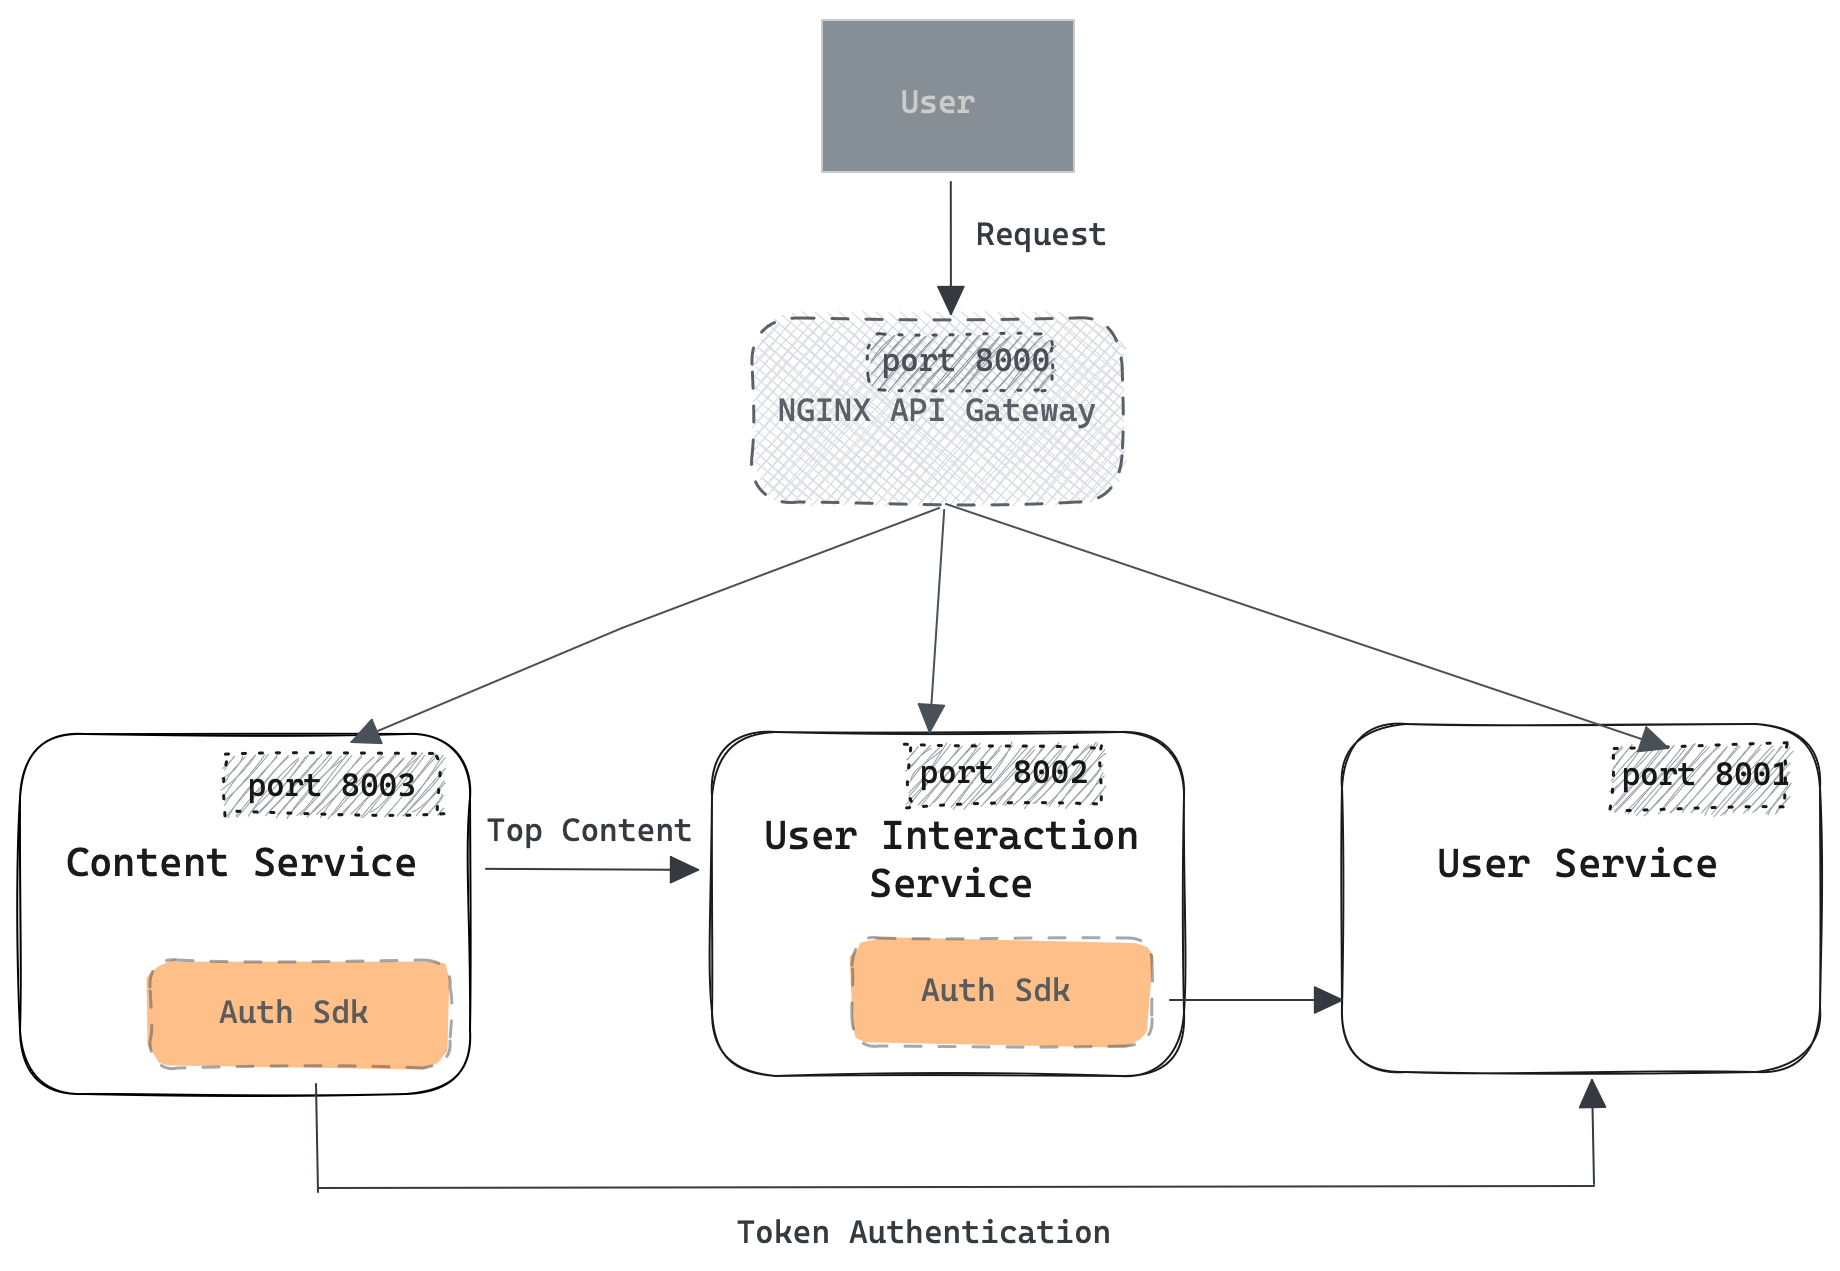 User
Request
port 8000
NGINX API Gateway
port 8003
Content Service
Auth Sdk
Top Content
port 8002
User Interaction
Service
Auth Sdk
port 8001
User Service
Token Authentication